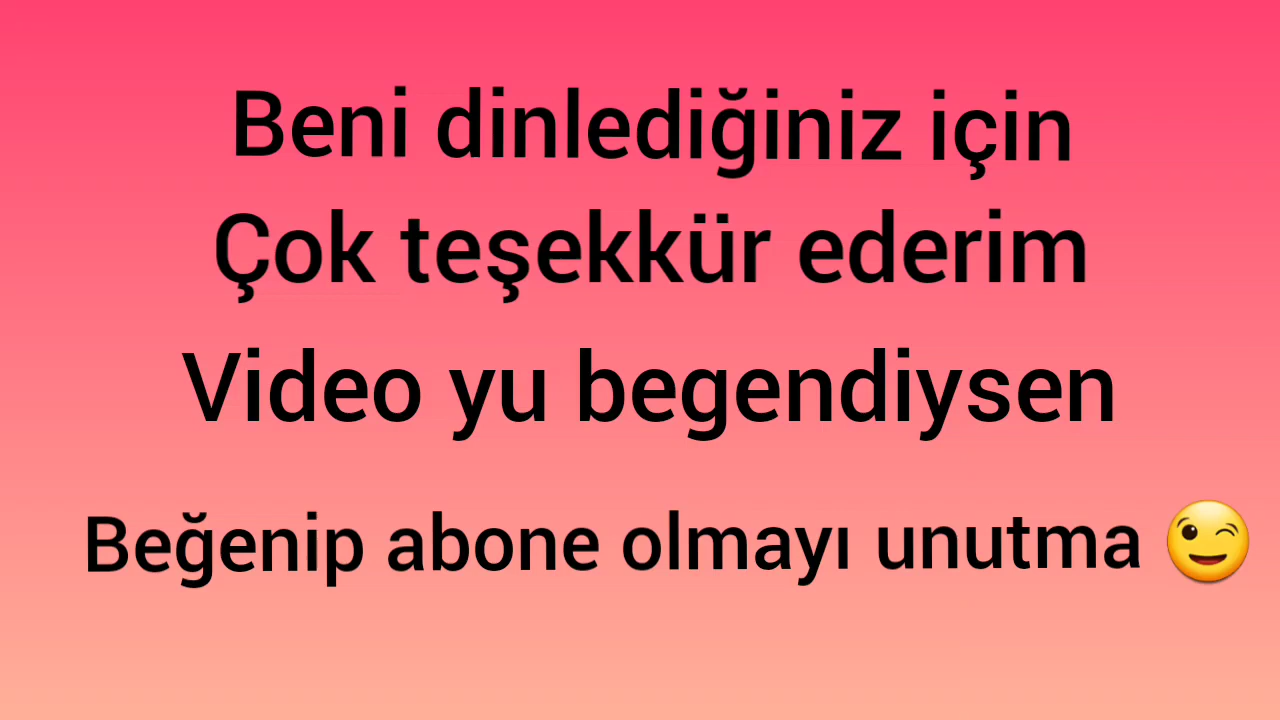 Beni dinlediğiniz için
Çok teşekkür ederim
Video yu begendiysen
Beğenip abone olmayı unutma 😉